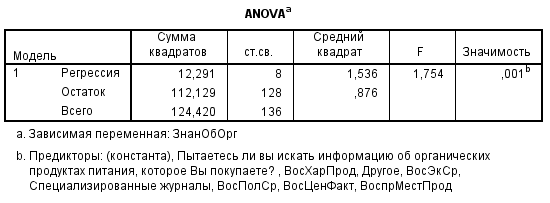 ANOVAa
Модель Сумма квадратов ст.св. Средний квадрат F Значимость
1 Регрессия 12,291 8 1,536 1,754 ,001b
Остаток 112,129 128 ,876
Всего 124,420 136
a. Зависимая переменная: ЗнанОбОрг
b. Предикторы: (константа), Пытаетесь ли вы искать информацию об органических
продуктах питания, которое Вы покупаете? , ВосХарПрод, Другое, ВосЭкСр,
Специализированные журналы, ВосПолСр, ВосЦенФакт, ВоспрМестПрод